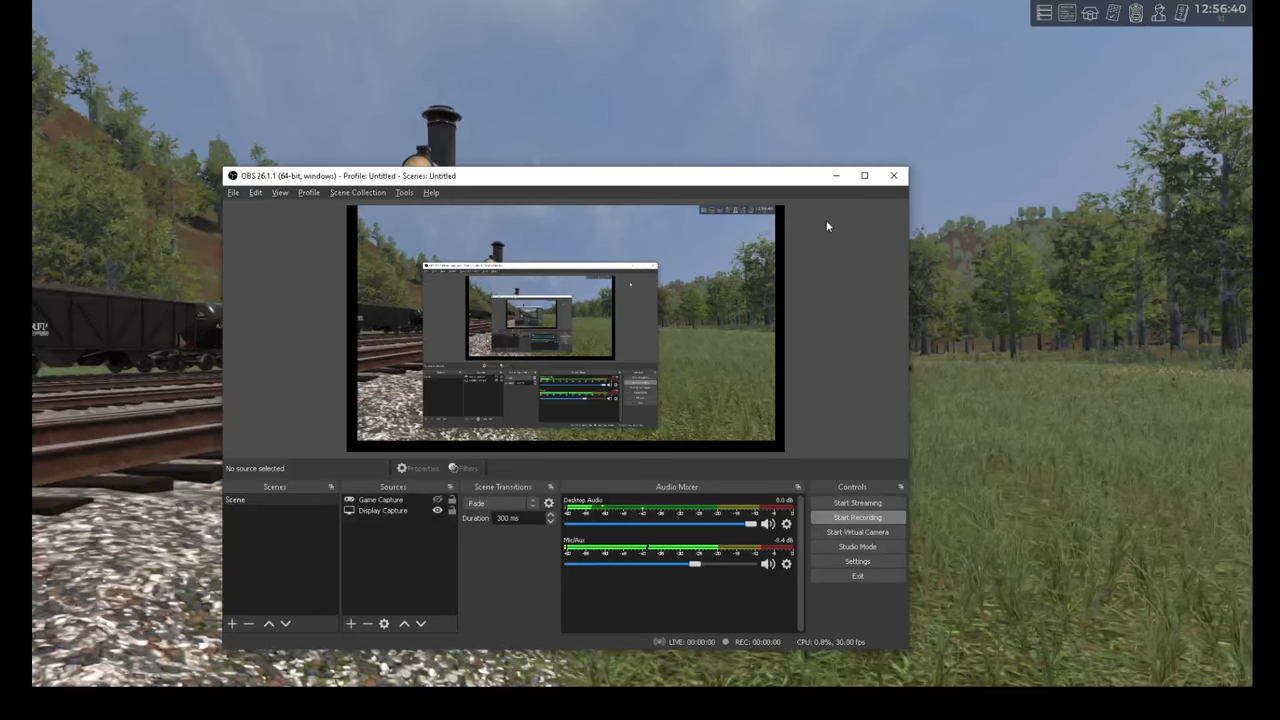 12:56:40
OBS 26.1.1 (64-bit, windows) - Profile: Untitled - Scenes: Untitled
File Edit View Profile Scene Collection Tools Help
No source selected Properties Filters
Scenes Sources Scene Transitions Audio Mixer Controls
Scene
Game Capture
Display Capture
Fade
Duration 300 ms
Desktop Audio 0.0 dB
Mic/Aux -8.4 dB
Start Streaming
Start Recording
Start Virtual Camera
Studio Mode
Settings
Exit
LIVE: 00:00:00 REC: 00:00:00 CPU: 0.8%, 30.00 fps